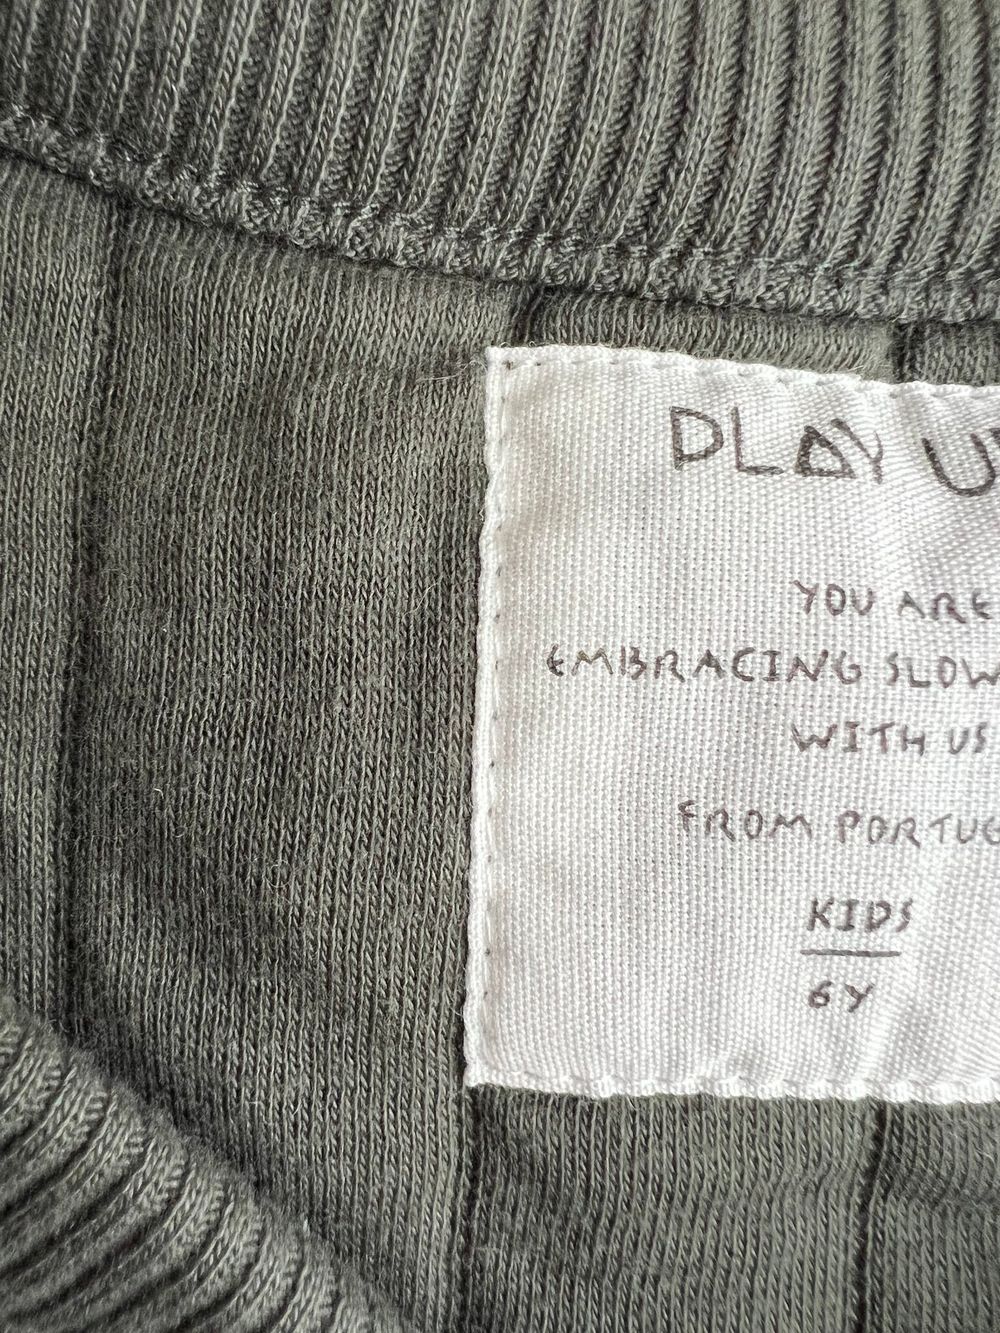 PLAY U
YOU ARE
EMBRACING SLOW
WITH US
FROM PORTUG
KIDS
6Y